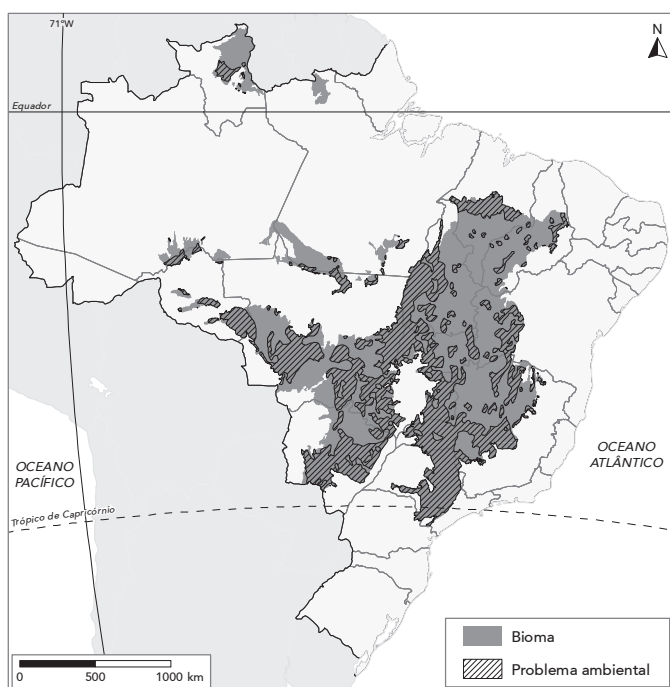 71°W
N
Equador
OCEANO
PACÍFICO
OCEANO
ATLÂNTICO
Trópico de Capricórnio
0 500 1000 km
Bioma
Problema ambiental